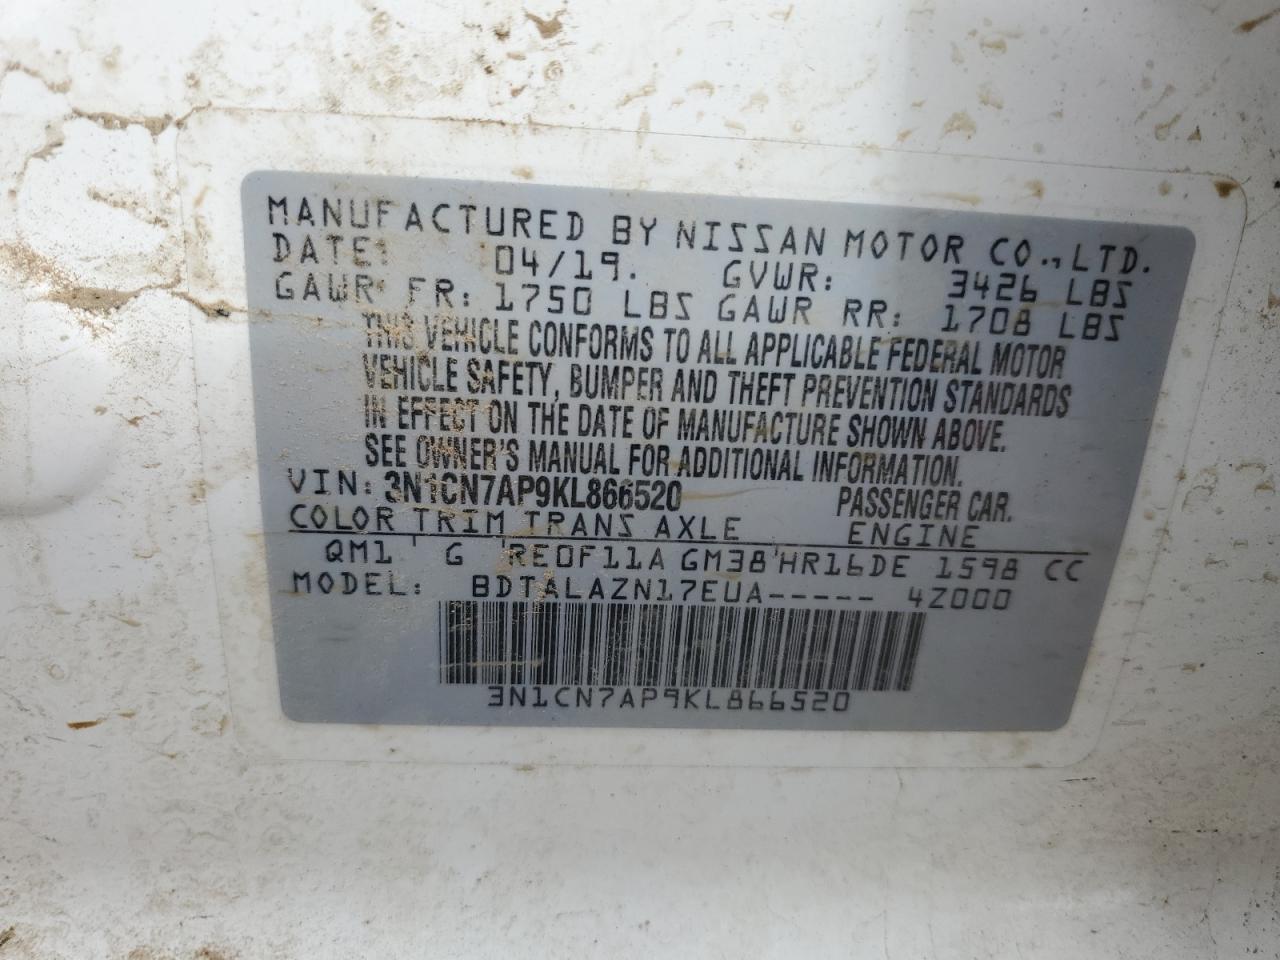 MANUFACTURED BY NISSAN MOTOR CO., LTD.
DATE: 04/19. GVWR: 3426 LBS
GAWR FR: 1750 LBS GAWR RR: 1708 LBS
THIS VEHICLE CONFORMS TO ALL APPLICABLE FEDERAL MOTOR
VEHICLE SAFETY, BUMPER AND THEFT PREVENTION STANDARDS
IN EFFECT ON THE DATE OF MANUFACTURE SHOWN ABOVE.
SEE OWNER'S MANUAL FOR ADDITIONAL INFORMATION.
VIN: 3N1CN7AP9KL866520 PASSENGER CAR.
COLOR TRIM TRANS AXLE ENGINE
QM1 ' G 'RE0F11A GM38'HR16DE 1598 CC
MODEL: BDTALAZN17EUA----- 4Z000
3N1CN7AP9KL866520